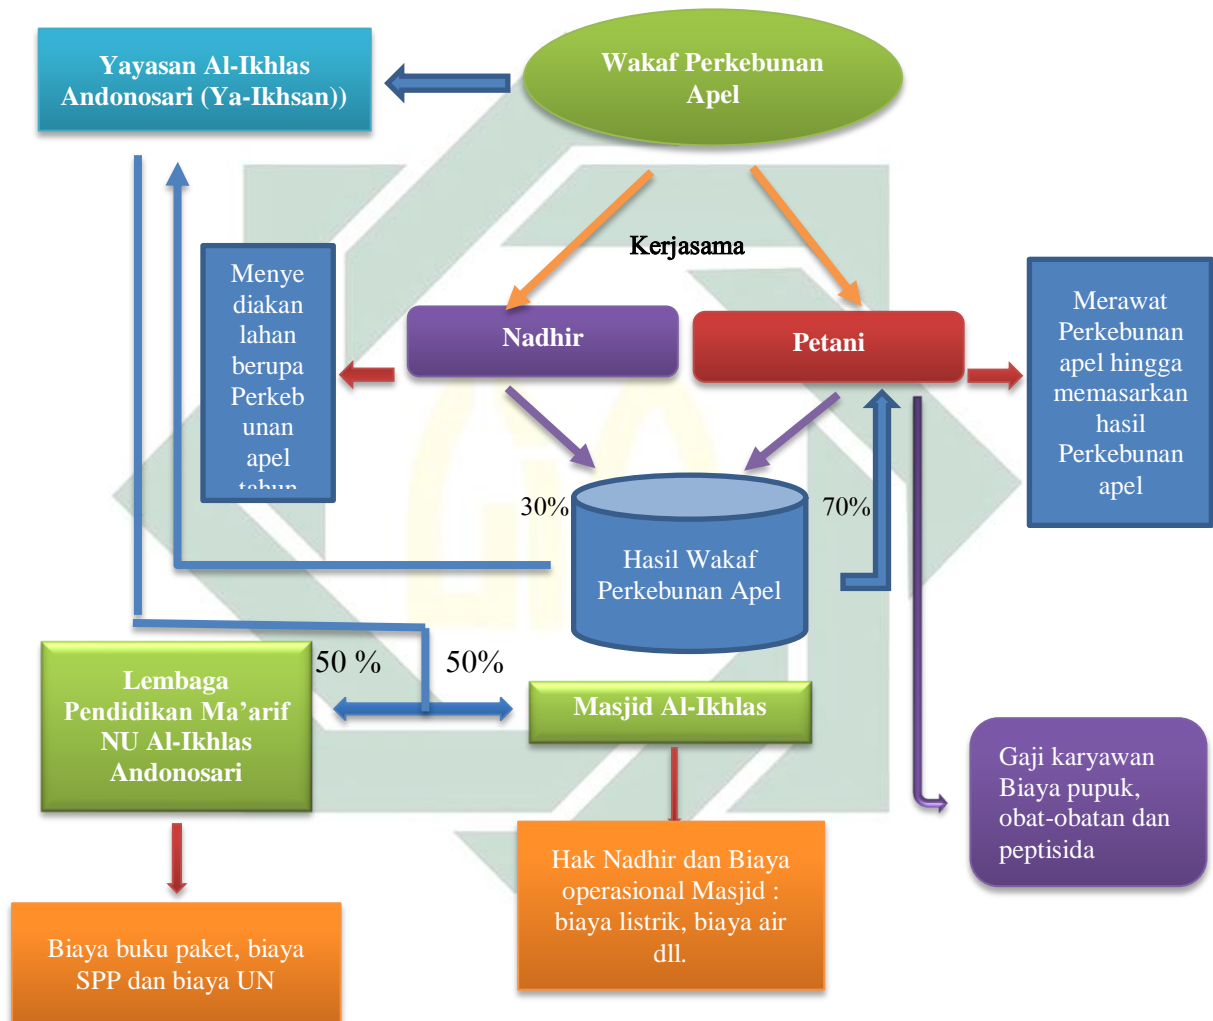 Yayasan Al-Ikhlas
Andonosari (Ya-Ikhsan))
Wakaf Perkebunan
Apel
Kerjasama
Menye
diakan
lahan
berupa
Perkeb
unan
apel
tahun
Nadhir
Petani
Merawat
Perkebunan
apel hingga
memasarkan
hasil
Perkebunan
apel
30%
70%
Hasil Wakaf
Perkebunan Apel
50 %
50%
Lembaga
Pendidikan Ma’arif
NU Al-Ikhlas
Andonosari
Masjid Al-Ikhlas
Gaji karyawan
Biaya pupuk,
obat-obatan dan
peptisida
Hak Nadhir dan Biaya
operasional Masjid :
biaya listrik, biaya air
dll.
Biaya buku paket, biaya
SPP dan biaya UN